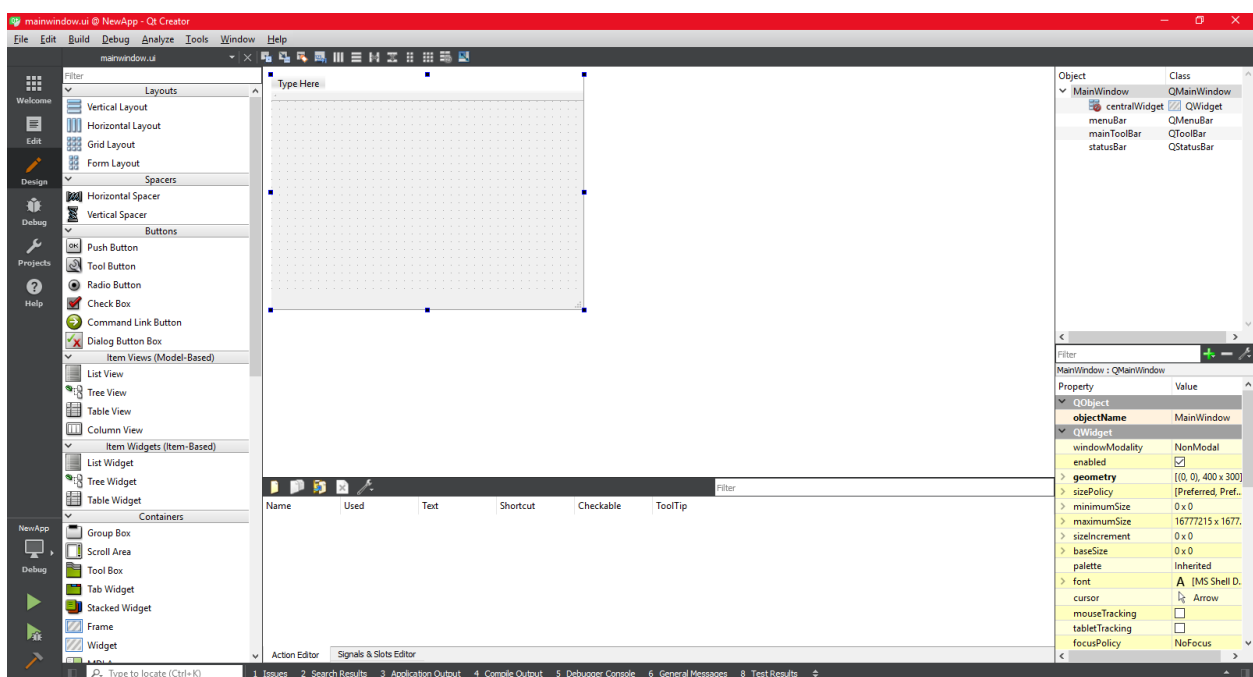 mainwindow.ui @ NewApp - Qt Creator
File Edit Build Debug Analyze Tools Window Help
mainwindow.ui
Welcome
Edit
Design
Debug
Projects
Help
NewApp
Debug
Filter
Layouts
Vertical Layout
Horizontal Layout
Grid Layout
Form Layout
Spacers
Horizontal Spacer
Vertical Spacer
Buttons
OK Push Button
Tool Button
Radio Button
Check Box
Command Link Button
Dialog Button Box
Item Views (Model-Based)
List View
Tree View
Table View
Column View
Item Widgets (Item-Based)
List Widget
Tree Widget
Table Widget
Containers
Group Box
Scroll Area
Tool Box
Tab Widget
Stacked Widget
Frame
Widget
Type Here
Filter
Name Used Text Shortcut Checkable ToolTip
Action Editor Signals & Slots Editor
Object Class
MainWindow QMainWindow
centralWidget QWidget
menuBar QMenuBar
mainToolBar QToolBar
statusBar QStatusBar
Filter
MainWindow : QMainWindow
Property Value
QObject
objectName MainWindow
QWidget
windowModality NonModal
enabled
geometry [(0, 0), 400 x 300]
sizePolicy [Preferred, Pref..
minimumSize 0 x 0
maximumSize 16777215 x 1677.
sizeIncrement 0 x 0
baseSize 0 x 0
palette Inherited
font A [MS Shell D..
cursor Arrow
mouseTracking
tabletTracking
focusPolicy NoFocus
Type to locate (Ctrl+K) 1 Issues 2 Search Results 3 Application Output 4 Compile Output 5 Debugger Console 6 General Messages 8 Test Results